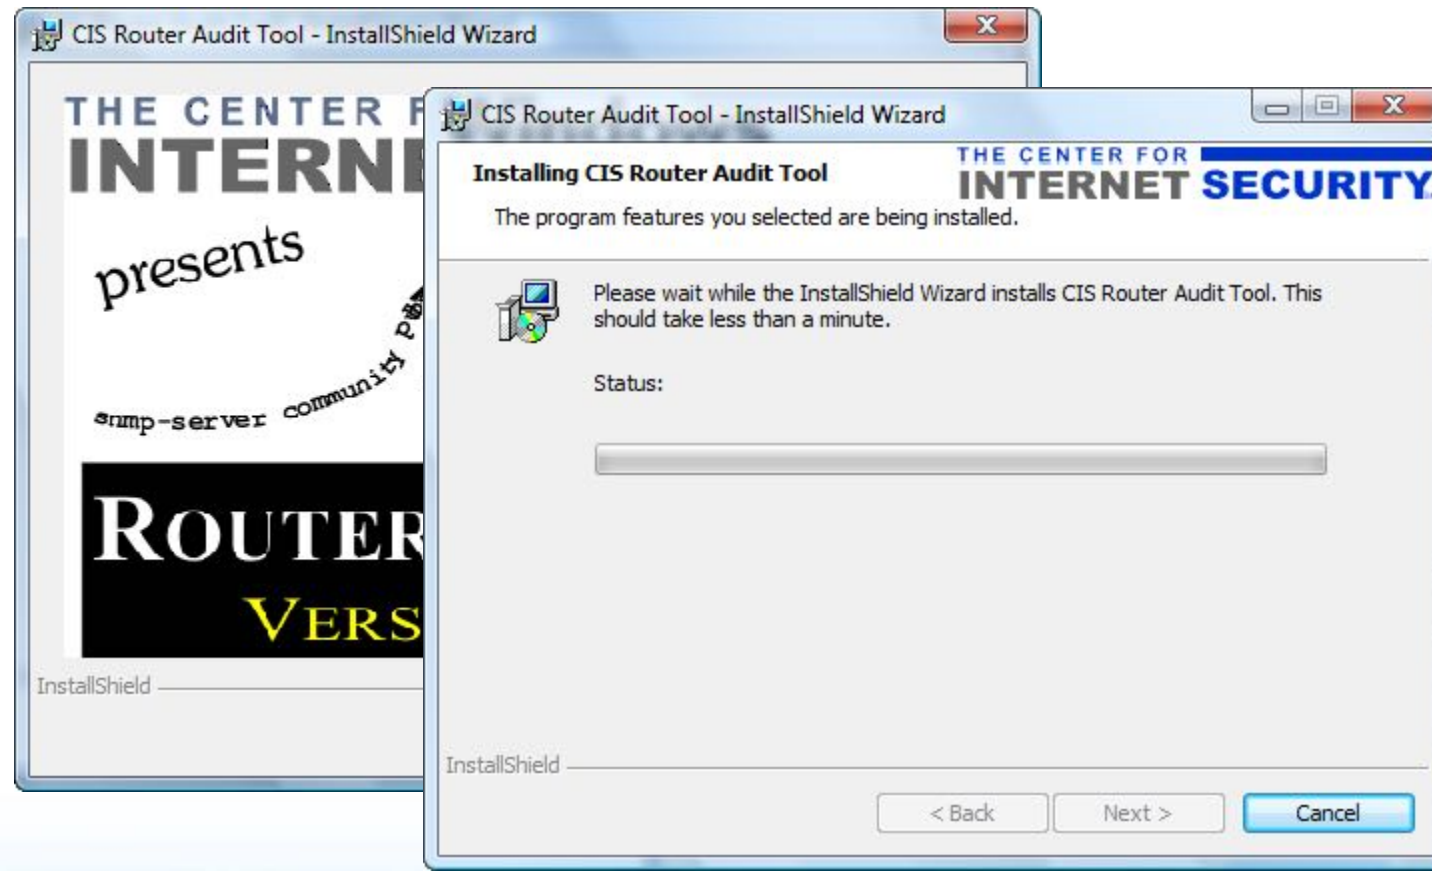 CIS Router Audit Tool - InstallShield Wizard
THE CENTER
INTERNE
presents
snmp-server community
ROUTER
VERS
InstallShield
CIS Router Audit Tool - InstallShield Wizard
Installing CIS Router Audit Tool
The program features you selected are being installed.
THE CENTER FOR
INTERNET SECURITY
Please wait while the InstallShield Wizard installs CIS Router Audit Tool. This
should take less than a minute.
Status:
InstallShield
< Back
Next >
Cancel